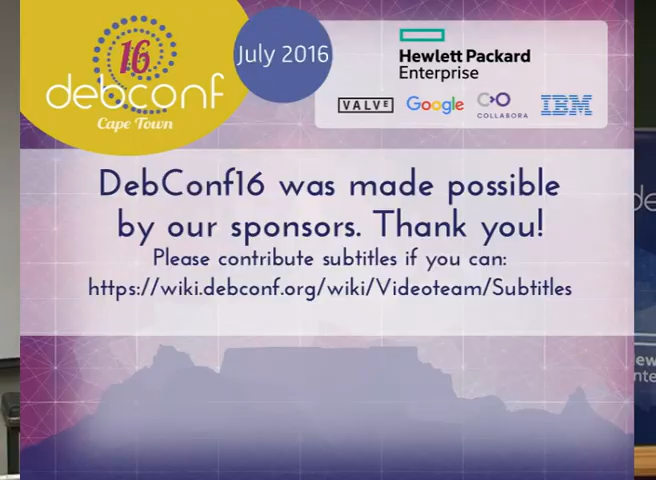 16
debconf
Cape Town
July 2016
Hewlett Packard
Enterprise
VALVE
Google
COLLABORA
IBM
DebConf16 was made possible
by our sponsors. Thank you!
Please contribute subtitles if you can:
https://wiki.debconf.org/wiki/Videoteam/Subtitles